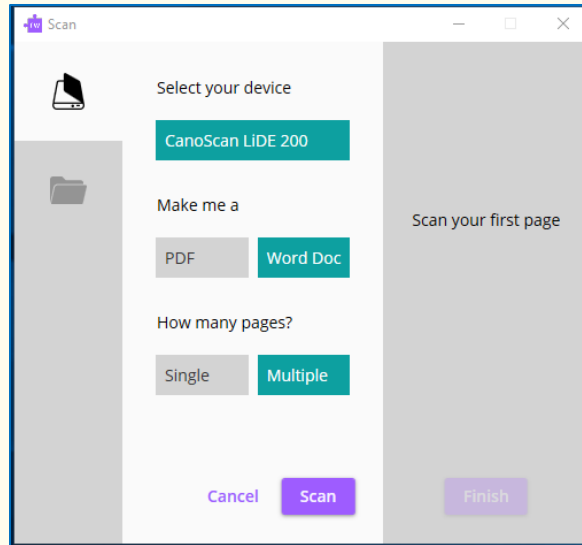 rw Scan
Select your device
CanoScan LiDE 200
Make me a
PDF Word Doc
How many pages?
Single Multiple
Cancel Scan
Scan your first page
Finish